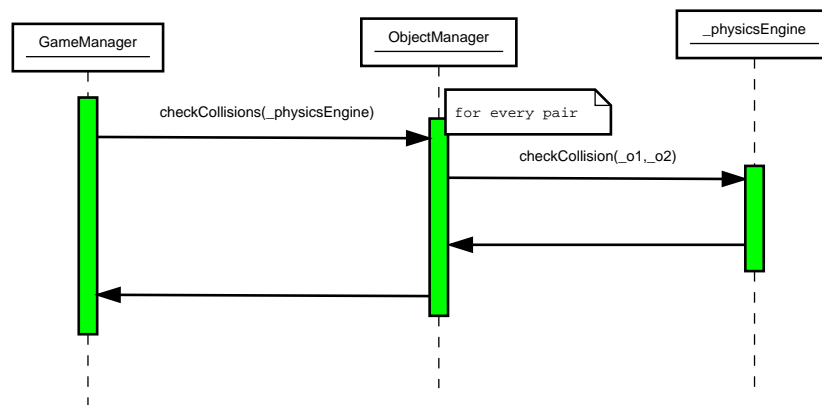 GameManager
ObjectManager
_physicsEngine
checkCollisions(_physicsEngine)
for every pair
checkCollision(_o1,_o2)